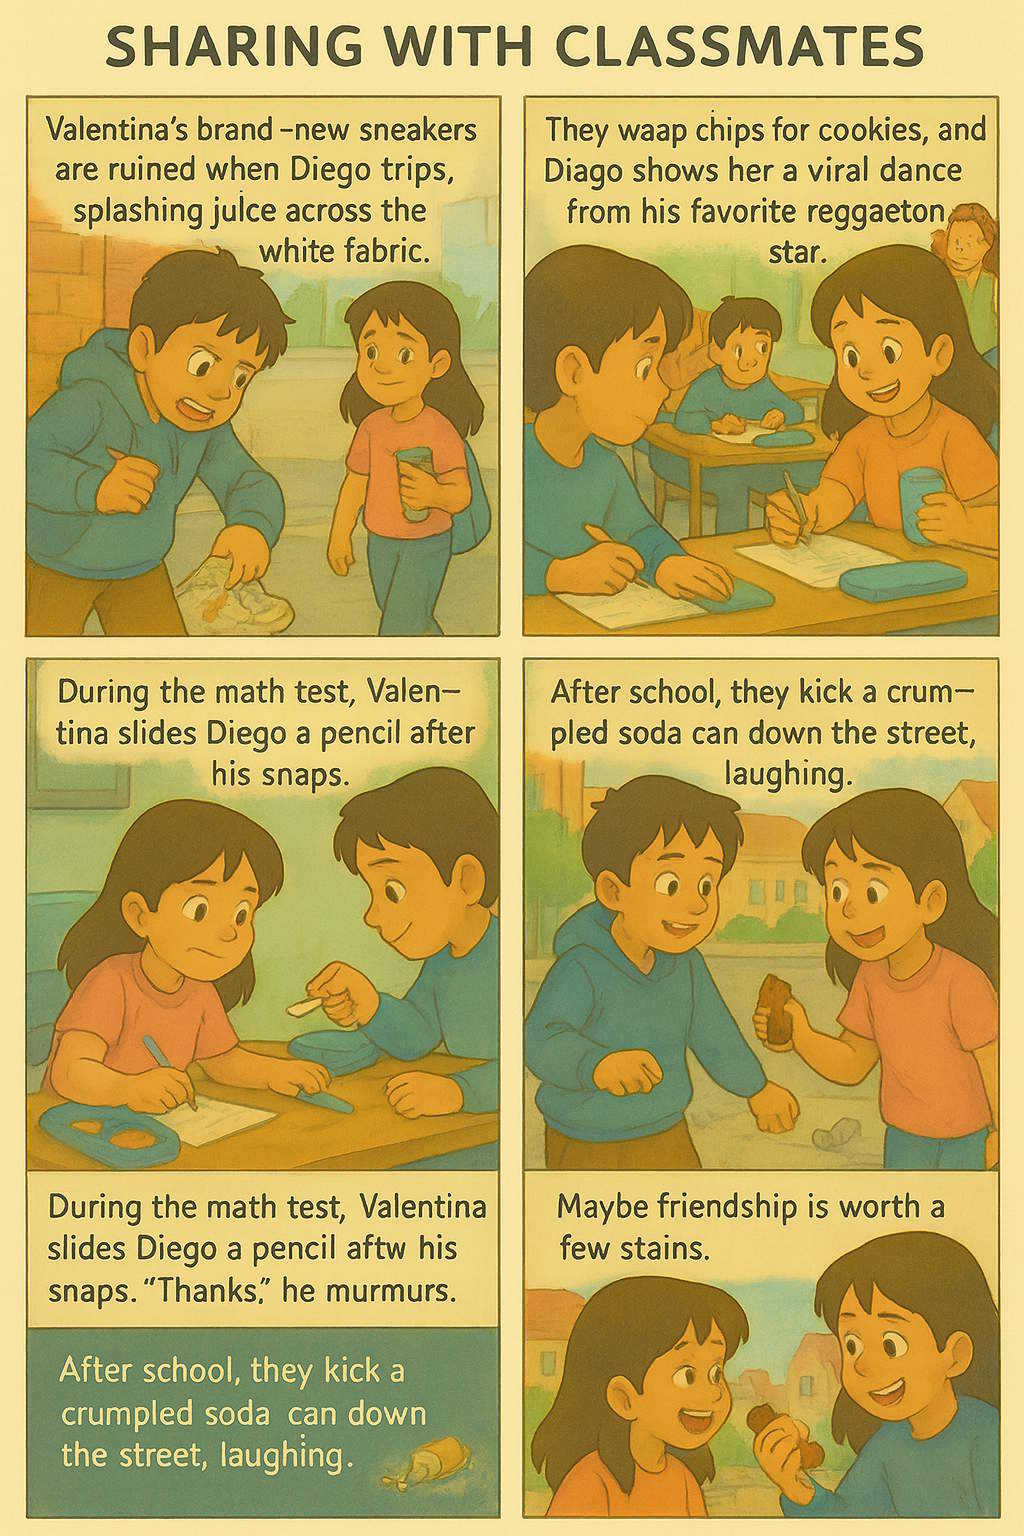 SHARING WITH CLASSMATES
Valentina's brand-new sneakers
are ruined when Diego trips,
splashing juice across the
white fabric.
They waap chips for cookies, and
Diago shows her a viral dance
from his favorite reggaeton
star.
During the math test, Valen–
tina slides Diego a pencil after
his snaps.
After school, they kick a crum–
pled soda can down the street,
laughing.
During the math test, Valentina
slides Diego a pencil aftw his
snaps. “Thanks,” he murmurs.
After school, they kick a
crumpled soda can down
the street, laughing.
Maybe friendship is worth a
few stains.